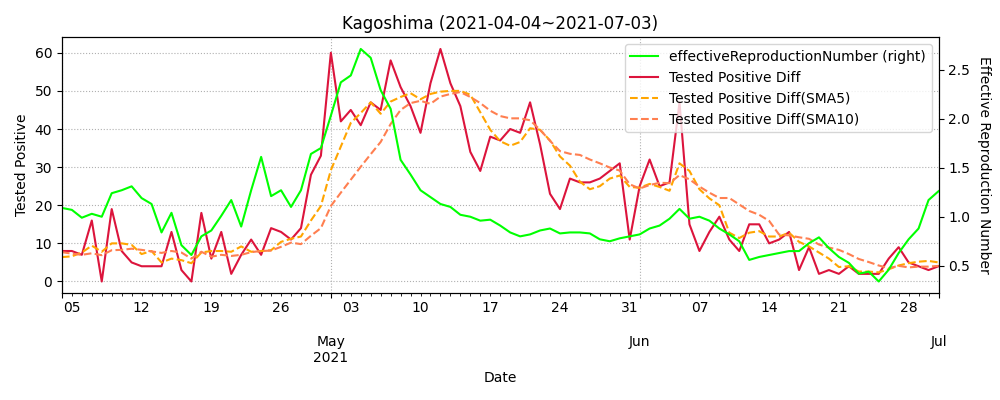 Kagoshima (2021-04-04~2021-07-03)
effectiveReproductionNumber (right)
Tested Positive Diff
Tested Positive Diff(SMA5)
Tested Positive Diff(SMA10)
Tested Positive
60
50
40
30
20
10
0
2.5
2.0
1.5
1.0
0.5
Effective Reproduction Number
05 12 19 26 03 10 17 24 31 07 14 21 28
May Jun Jul
2021
Date